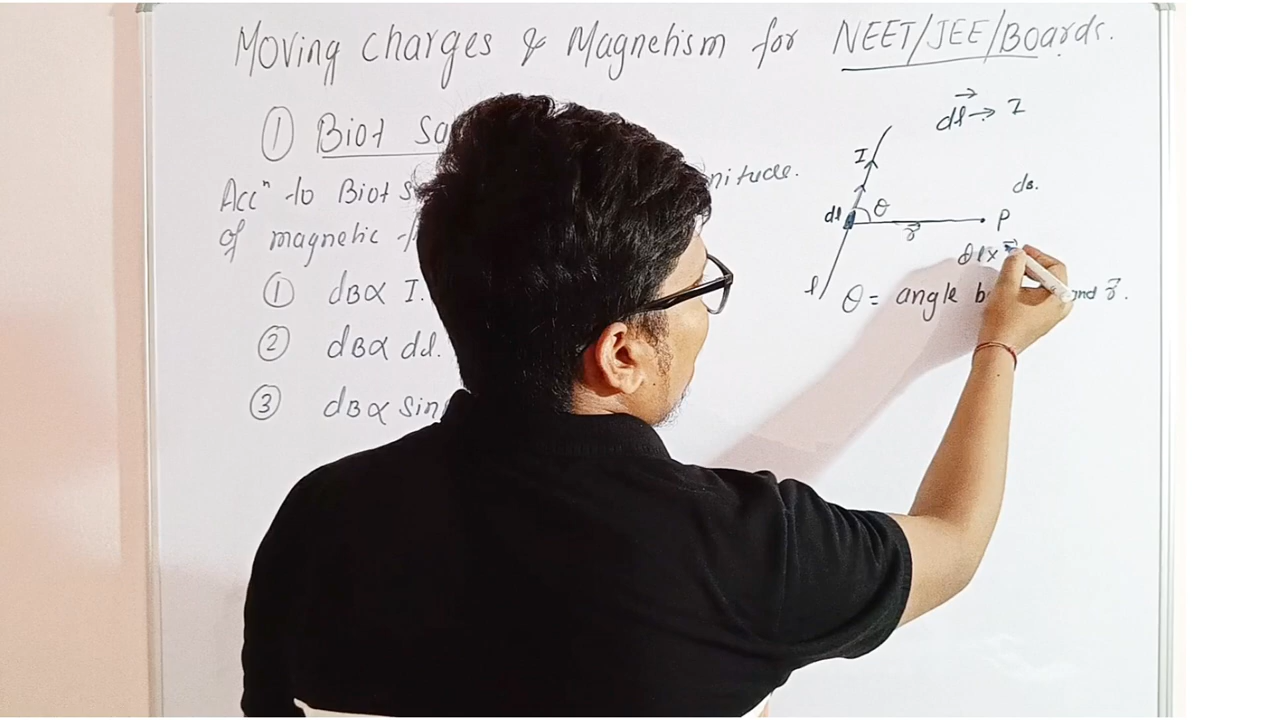 Moving charges & Magnetism for NEET/JEE/Boards.
① Biot Sa
Accⁿ to Biot S nitude.
of magnetic
① dB∝ I.
② dB∝ dl.
③ dB∝ Sin
dl⃗ → I
I
dB.
dl θ P
r⃗
dl×
θ = angle b and r⃗.